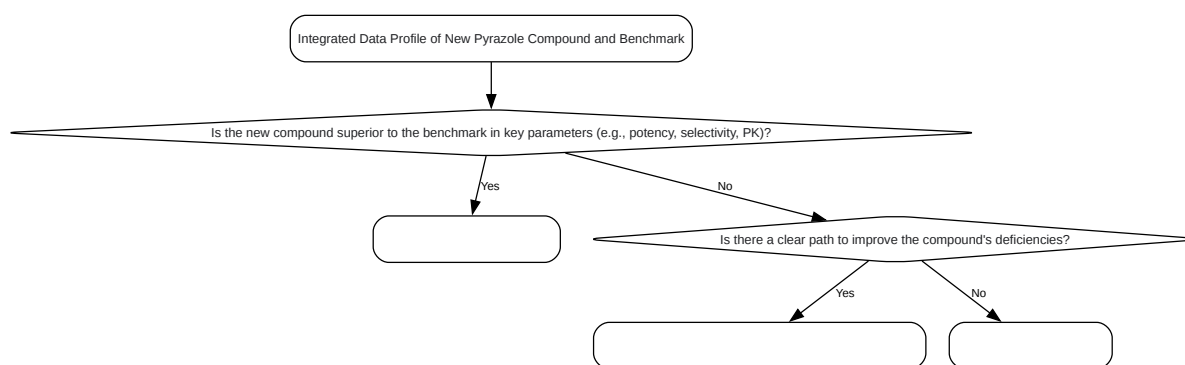 Integrated Data Profile of New Pyrazole Compound and Benchmark
Is the new compound superior to the benchmark in key parameters (e.g., potency, selectivity, PK)?
Yes
No
Is there a clear path to improve the compound's deficiencies?
Yes
No